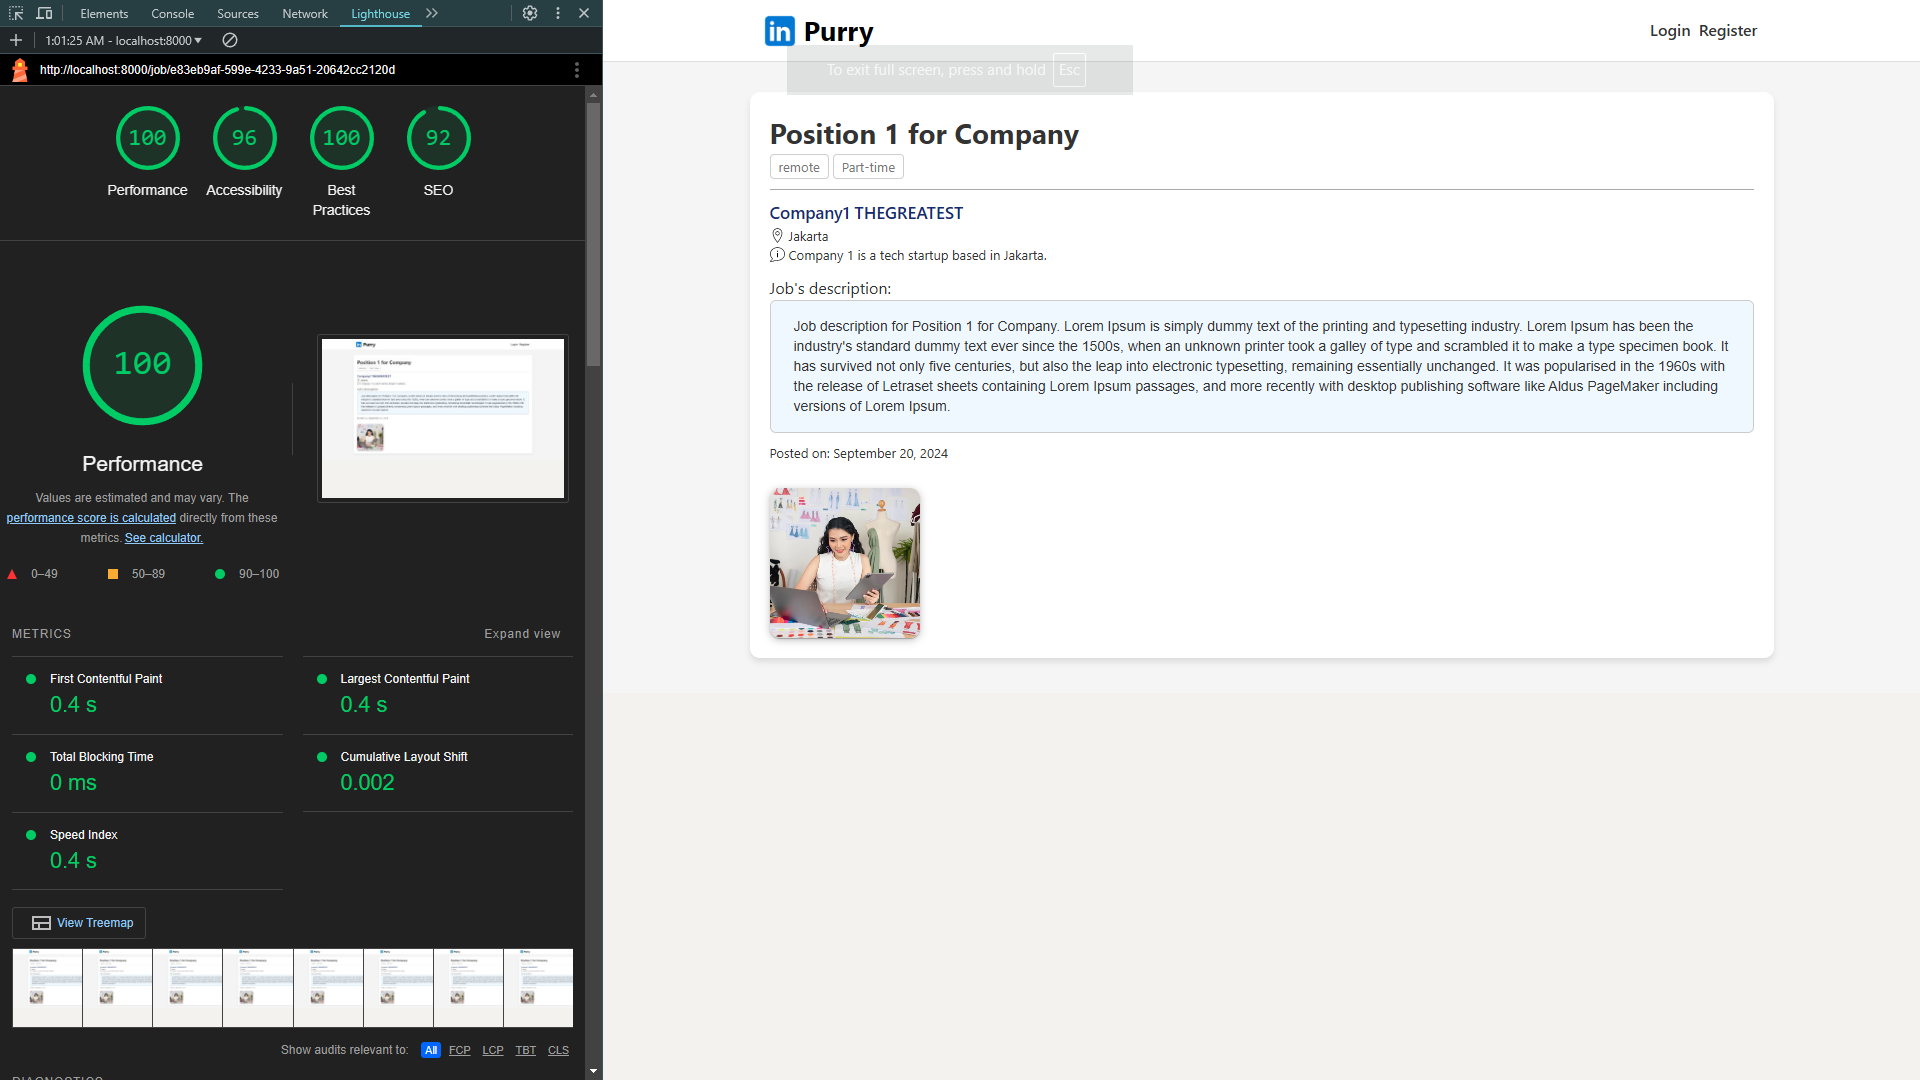 Elements Console Sources Network Lighthouse
1:01:25 AM - localhost:8000
http://localhost:8000/job/e83eb9af-599e-4233-9a51-20642cc2120d
100 96 100 92
Performance Accessibility Best Practices SEO
100
Performance
Values are estimated and may vary. The
performance score is calculated directly from these
metrics. See calculator.
0–49 50–89 90–100
METRICS Expand view
First Contentful Paint
0.4 s
Largest Contentful Paint
0.4 s
Total Blocking Time
0 ms
Cumulative Layout Shift
0.002
Speed Index
0.4 s
View Treemap
Show audits relevant to: All FCP LCP TBT CLS
DIAGNOSTICS
in Purry
Login Register
To exit full screen, press and hold Esc
Position 1 for Company
remote Part-time
Company1 THEGREATEST
Jakarta
Company 1 is a tech startup based in Jakarta.
Job's description:
Job description for Position 1 for Company. Lorem Ipsum is simply dummy text of the printing and typesetting industry. Lorem Ipsum has been the
industry's standard dummy text ever since the 1500s, when an unknown printer took a galley of type and scrambled it to make a type specimen book. It
has survived not only five centuries, but also the leap into electronic typesetting, remaining essentially unchanged. It was popularised in the 1960s with
the release of Letraset sheets containing Lorem Ipsum passages, and more recently with desktop publishing software like Aldus PageMaker including
versions of Lorem Ipsum.
Posted on: September 20, 2024